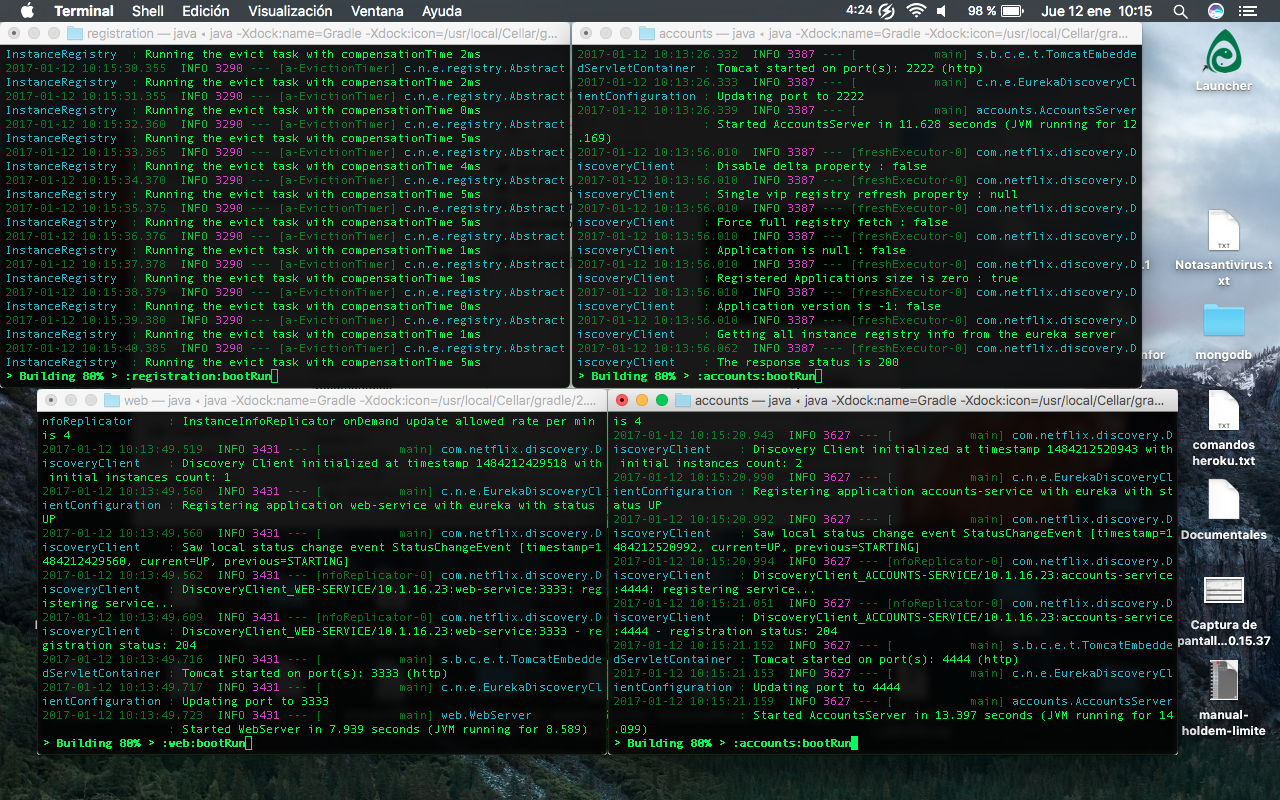 Terminal Shell Edición Visualización Ventana Ayuda 4:24 98 % Jue 12 ene 10:15
registration — java ‹ java -Xdock:name=Gradle -Xdock:icon=/usr/local/Cellar/g...
InstanceRegistry : Running the evict task with compensationTime 2ms
2017-01-12 10:15:30.355 INFO 3290 --- [a-EvictionTimer] c.n.e.registry.Abstract
InstanceRegistry : Running the evict task with compensationTime 2ms
2017-01-12 10:15:31.355 INFO 3290 --- [a-EvictionTimer] c.n.e.registry.Abstract
InstanceRegistry : Running the evict task with compensationTime 0ms
2017-01-12 10:15:32.360 INFO 3290 --- [a-EvictionTimer] c.n.e.registry.Abstract
InstanceRegistry : Running the evict task with compensationTime 5ms
2017-01-12 10:15:33.365 INFO 3290 --- [a-EvictionTimer] c.n.e.registry.Abstract
InstanceRegistry : Running the evict task with compensationTime 4ms
2017-01-12 10:15:34.370 INFO 3290 --- [a-EvictionTimer] c.n.e.registry.Abstract
InstanceRegistry : Running the evict task with compensationTime 5ms
2017-01-12 10:15:35.375 INFO 3290 --- [a-EvictionTimer] c.n.e.registry.Abstract
InstanceRegistry : Running the evict task with compensationTime 5ms
2017-01-12 10:15:36.376 INFO 3290 --- [a-EvictionTimer] c.n.e.registry.Abstract
InstanceRegistry : Running the evict task with compensationTime 1ms
2017-01-12 10:15:37.378 INFO 3290 --- [a-EvictionTimer] c.n.e.registry.Abstract
InstanceRegistry : Running the evict task with compensationTime 1ms
2017-01-12 10:15:38.379 INFO 3290 --- [a-EvictionTimer] c.n.e.registry.Abstract
InstanceRegistry : Running the evict task with compensationTime 0ms
2017-01-12 10:15:39.380 INFO 3290 --- [a-EvictionTimer] c.n.e.registry.Abstract
InstanceRegistry : Running the evict task with compensationTime 1ms
2017-01-12 10:15:40.385 INFO 3290 --- [a-EvictionTimer] c.n.e.registry.Abstract
InstanceRegistry : Running the evict task with compensationTime 5ms
> Building 80% > :registration:bootRun
accounts — java ‹ java -Xdock:name=Gradle -Xdock:icon=/usr/local/Cellar/gra...
2017-01-12 10:13:26.332 INFO 3387 --- [ main] s.b.c.e.t.TomcatEmbedde
dServletContainer : Tomcat started on port(s): 2222 (http)
2017-01-12 10:13:26.333 INFO 3387 --- [ main] c.n.e.EurekaDiscoveryCl
ientConfiguration : Updating port to 2222
2017-01-12 10:13:26.339 INFO 3387 --- [ main] accounts.AccountsServer
: Started AccountsServer in 11.628 seconds (JVM running for 12
.169)
2017-01-12 10:13:56.010 INFO 3387 --- [freshExecutor-0] com.netflix.discovery.D
iscoveryClient : Disable delta property : false
2017-01-12 10:13:56.010 INFO 3387 --- [freshExecutor-0] com.netflix.discovery.D
iscoveryClient : Single vip registry refresh property : null
2017-01-12 10:13:56.010 INFO 3387 --- [freshExecutor-0] com.netflix.discovery.D
iscoveryClient : Force full registry fetch : false
2017-01-12 10:13:56.010 INFO 3387 --- [freshExecutor-0] com.netflix.discovery.D
iscoveryClient : Application is null : false
2017-01-12 10:13:56.010 INFO 3387 --- [freshExecutor-0] com.netflix.discovery.D
iscoveryClient : Registered Applications size is zero : true
2017-01-12 10:13:56.010 INFO 3387 --- [freshExecutor-0] com.netflix.discovery.D
iscoveryClient : Application version is -1: false
2017-01-12 10:13:56.010 INFO 3387 --- [freshExecutor-0] com.netflix.discovery.D
iscoveryClient : Getting all instance registry info from the eureka server
2017-01-12 10:13:56.062 INFO 3387 --- [freshExecutor-0] com.netflix.discovery.D
iscoveryClient : The response status is 200
> Building 80% > :accounts:bootRun
web — java ‹ java -Xdock:name=Gradle -Xdock:icon=/usr/local/Cellar/gradle/2....
nfoReplicator : InstanceInfoReplicator onDemand update allowed rate per min
is 4
2017-01-12 10:13:49.519 INFO 3431 --- [ main] com.netflix.discovery.D
iscoveryClient : Discovery Client initialized at timestamp 1484212429518 with
initial instances count: 1
2017-01-12 10:13:49.560 INFO 3431 --- [ main] c.n.e.EurekaDiscoveryCl
ientConfiguration : Registering application web-service with eureka with status
UP
2017-01-12 10:13:49.560 INFO 3431 --- [ main] com.netflix.discovery.D
iscoveryClient : Saw local status change event StatusChangeEvent [timestamp=1
484212429560, current=UP, previous=STARTING]
2017-01-12 10:13:49.562 INFO 3431 --- [nfoReplicator-0] com.netflix.discovery.D
iscoveryClient : DiscoveryClient_WEB-SERVICE/10.1.16.23:web-service:3333: reg
istering service...
2017-01-12 10:13:49.609 INFO 3431 --- [nfoReplicator-0] com.netflix.discovery.D
iscoveryClient : DiscoveryClient_WEB-SERVICE/10.1.16.23:web-service:3333 - re
gistration status: 204
2017-01-12 10:13:49.716 INFO 3431 --- [ main] s.b.c.e.t.TomcatEmbedde
dServletContainer : Tomcat started on port(s): 3333 (http)
2017-01-12 10:13:49.717 INFO 3431 --- [ main] c.n.e.EurekaDiscoveryCl
ientConfiguration : Updating port to 3333
2017-01-12 10:13:49.723 INFO 3431 --- [ main] web.WebServer
: Started WebServer in 7.939 seconds (JVM running for 8.589)
> Building 80% > :web:bootRun
accounts — java ‹ java -Xdock:name=Gradle -Xdock:icon=/usr/local/Cellar/gra...
is 4
2017-01-12 10:15:20.943 INFO 3627 --- [ main] com.netflix.discovery.D
iscoveryClient : Discovery Client initialized at timestamp 1484212520943 with
initial instances count: 2
2017-01-12 10:15:20.990 INFO 3627 --- [ main] c.n.e.EurekaDiscoveryCl
ientConfiguration : Registering application accounts-service with eureka with st
atus UP
2017-01-12 10:15:20.992 INFO 3627 --- [ main] com.netflix.discovery.D
iscoveryClient : Saw local status change event StatusChangeEvent [timestamp=1
484212520992, current=UP, previous=STARTING]
2017-01-12 10:15:20.994 INFO 3627 --- [nfoReplicator-0] com.netflix.discovery.D
iscoveryClient : DiscoveryClient_ACCOUNTS-SERVICE/10.1.16.23:accounts-service
:4444: registering service...
2017-01-12 10:15:21.051 INFO 3627 --- [nfoReplicator-0] com.netflix.discovery.D
iscoveryClient : DiscoveryClient_ACCOUNTS-SERVICE/10.1.16.23:accounts-service
:4444 - registration status: 204
2017-01-12 10:15:21.152 INFO 3627 --- [ main] s.b.c.e.t.TomcatEmbedde
dServletContainer : Tomcat started on port(s): 4444 (http)
2017-01-12 10:15:21.153 INFO 3627 --- [ main] c.n.e.EurekaDiscoveryCl
ientConfiguration : Updating port to 4444
2017-01-12 10:15:21.159 INFO 3627 --- [ main] accounts.AccountsServer
: Started AccountsServer in 13.397 seconds (JVM running for 14
.099)
> Building 80% > :accounts:bootRun
Launcher
TXT
Notasantivirus.t
xt
.1
mongodb
nfor
TXT
comandos
heroku.txt
Documentales
Captura de
pantall...0.15.37
manual-
holdem-limite